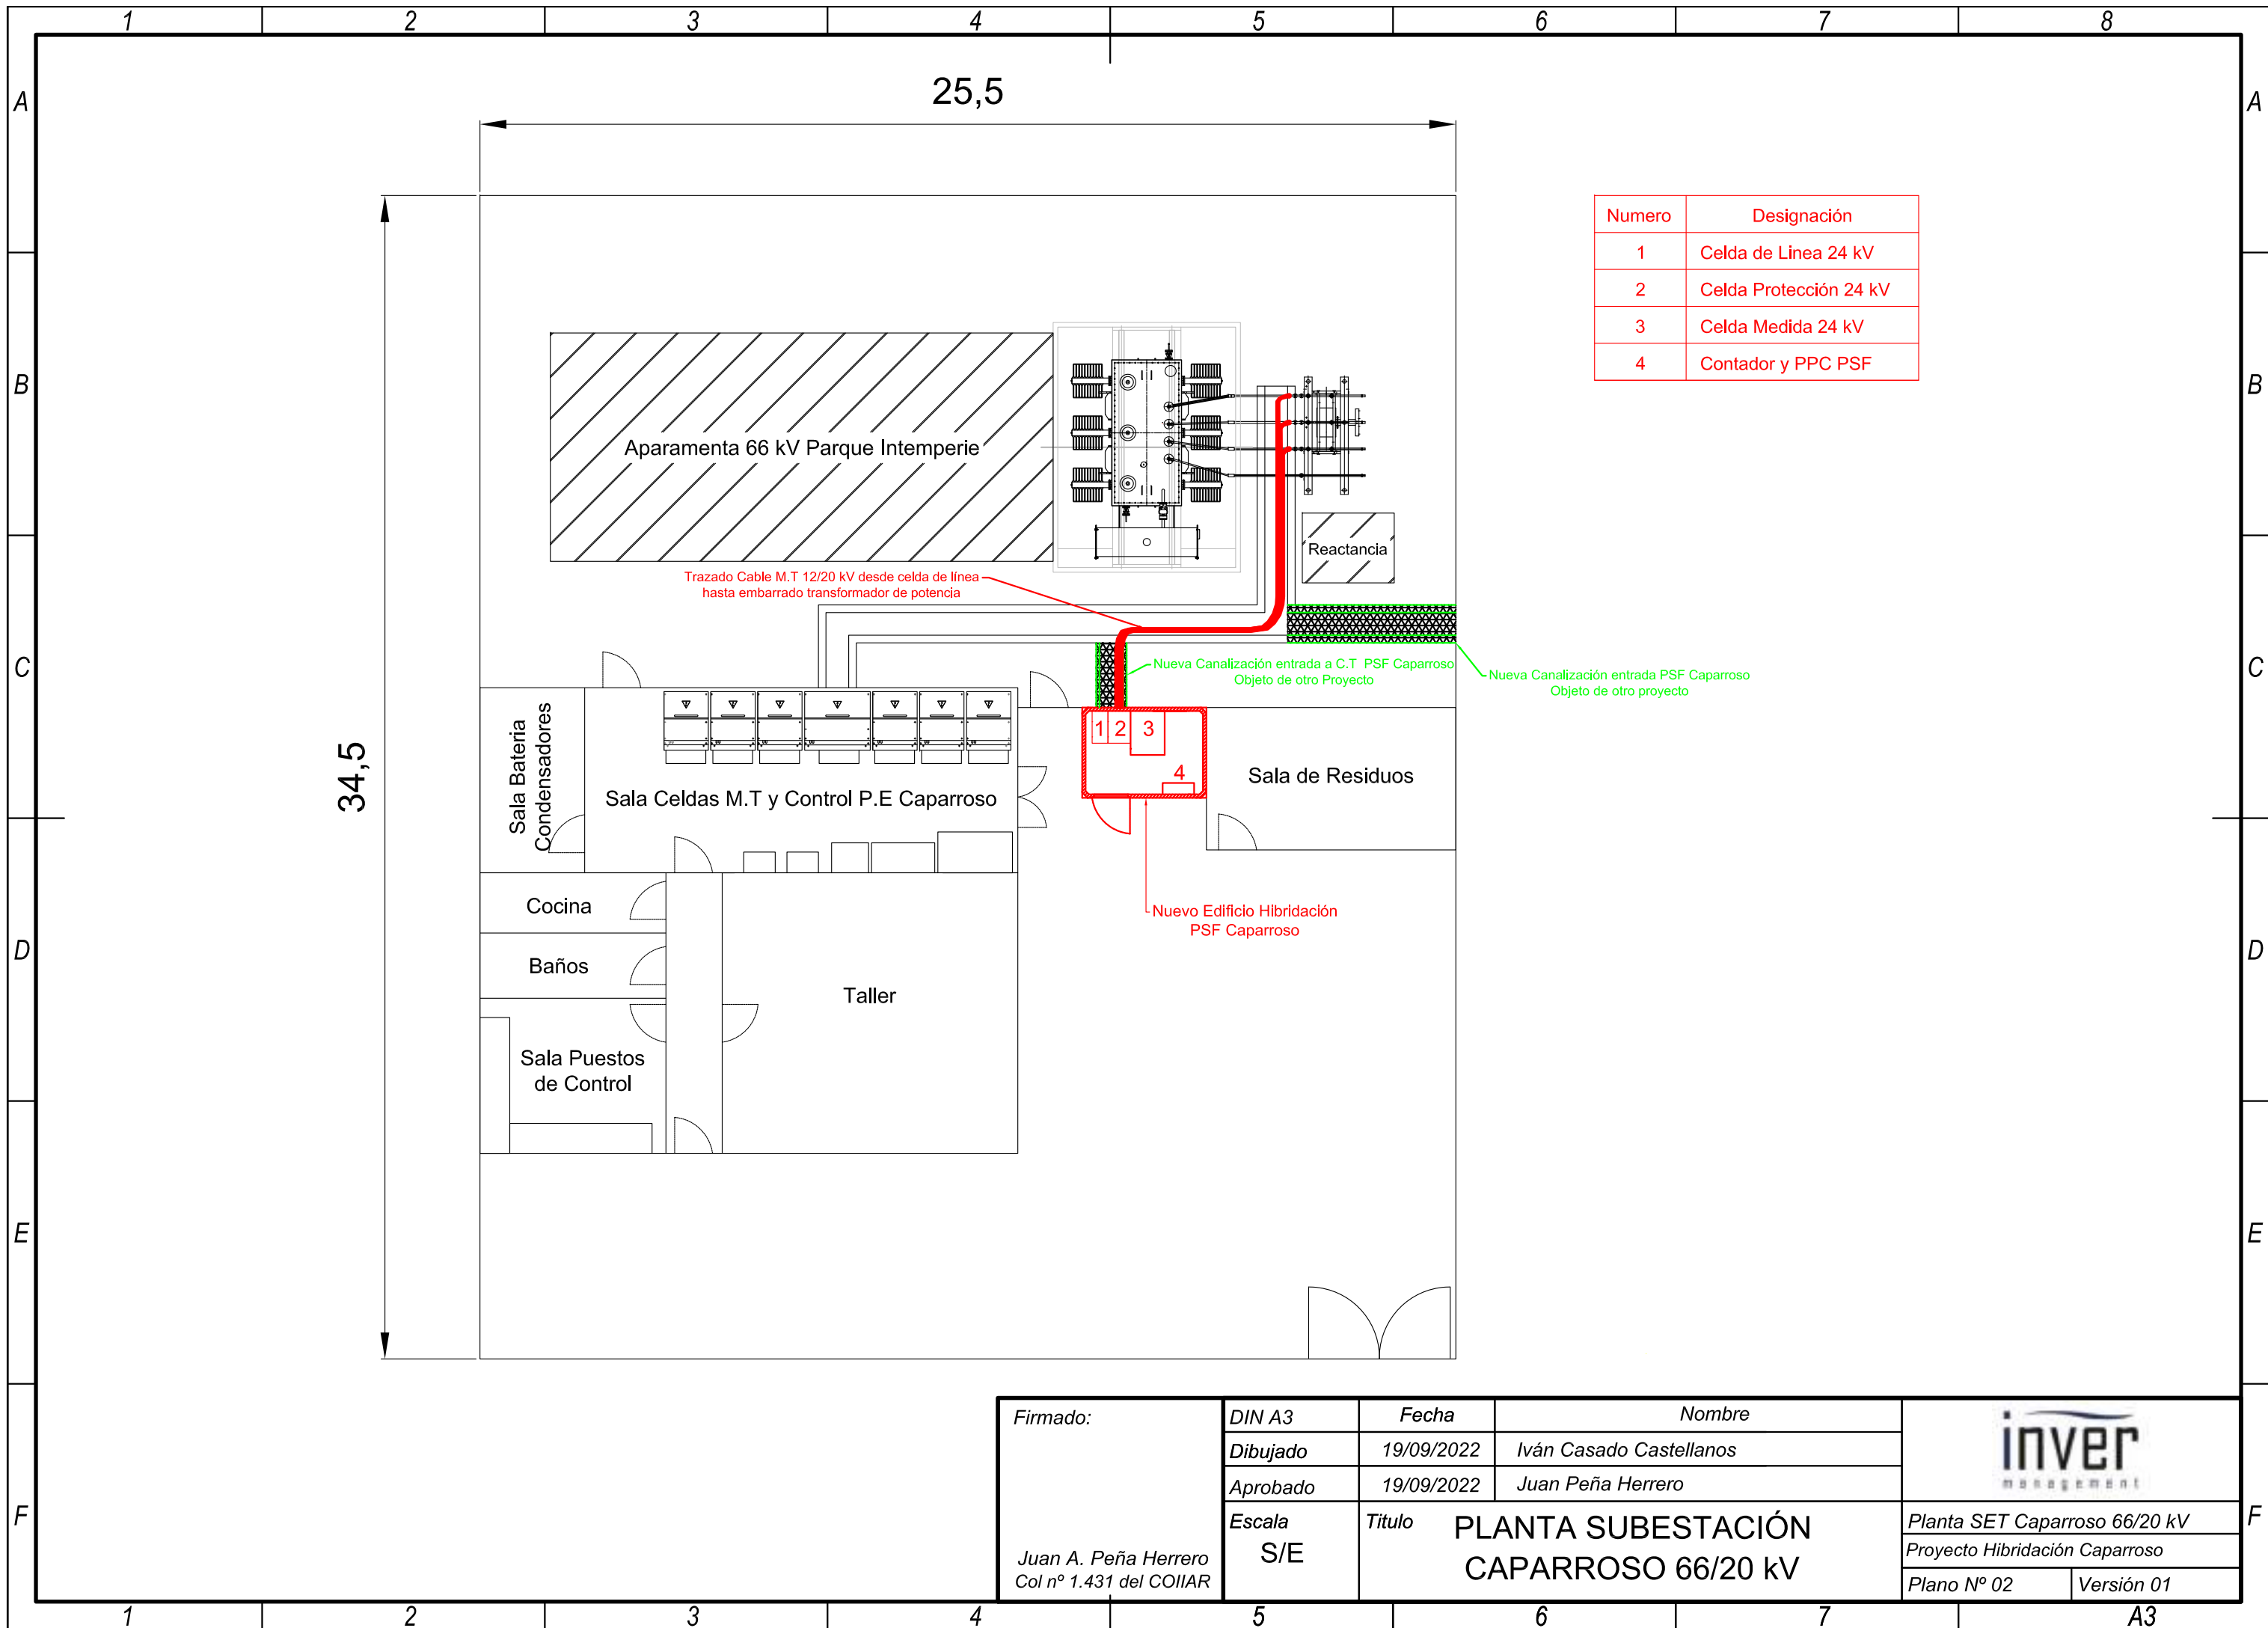 1 2 3 4 5 6 7 8
A A
B B
C C
D D
E E
F F
25,5
34,5
Numero Designación
1 Celda de Linea 24 kV
2 Celda Protección 24 kV
3 Celda Medida 24 kV
4 Contador y PPC PSF
Aparamenta 66 kV Parque Intemperie
Reactancia
Trazado Cable M.T 12/20 kV desde celda de línea
hasta embarrado transformador de potencia
Nueva Canalización entrada a C.T PSF Caparroso
Objeto de otro Proyecto
Nueva Canalización entrada PSF Caparroso
Objeto de otro proyecto
Sala Bateria
Condensadores
Sala Celdas M.T y Control P.E Caparroso
1 2 3
4
Sala de Residuos
Nuevo Edificio Hibridación
PSF Caparroso
Cocina
Baños
Taller
Sala Puestos
de Control
Firmado:
Juan A. Peña Herrero
Col nº 1.431 del COIIAR
DIN A3 Fecha Nombre
Dibujado 19/09/2022 Iván Casado Castellanos
Aprobado 19/09/2022 Juan Peña Herrero
Escala
S/E
Titulo
PLANTA SUBESTACIÓN
CAPARROSO 66/20 kV
inver
management
Planta SET Caparroso 66/20 kV
Proyecto Hibridación Caparroso
Plano Nº 02 Versión 01
1 2 3 4 5 6 7 A3